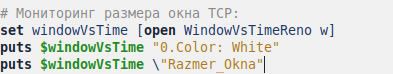 # Мониторинг размера окна TCP:
set windowVsTime [open WindowVsTimeReno w]
puts $windowVsTime "0.Color: White"
puts $windowVsTime \"Razmer_Okna"